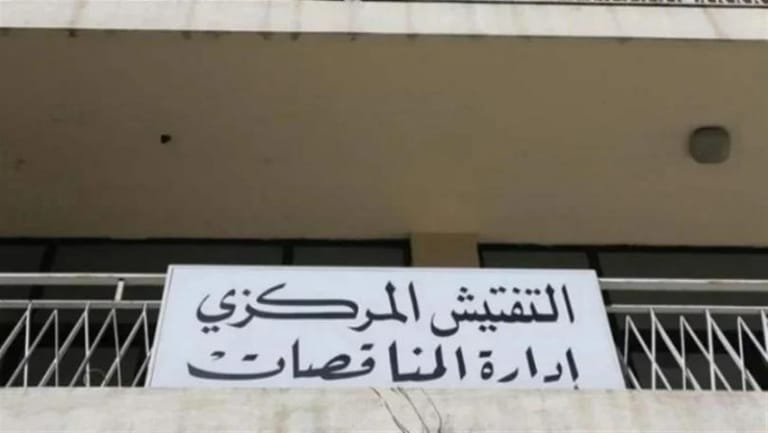 التفتيش المركزي
إدارة المناقصات